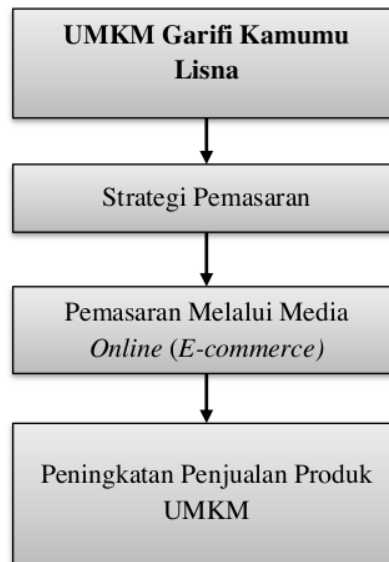 UMKM Garifi Kamumu
Lisna
Strategi Pemasaran
Pemasaran Melalui Media
Online (E-commerce)
Peningkatan Penjualan Produk
UMKM